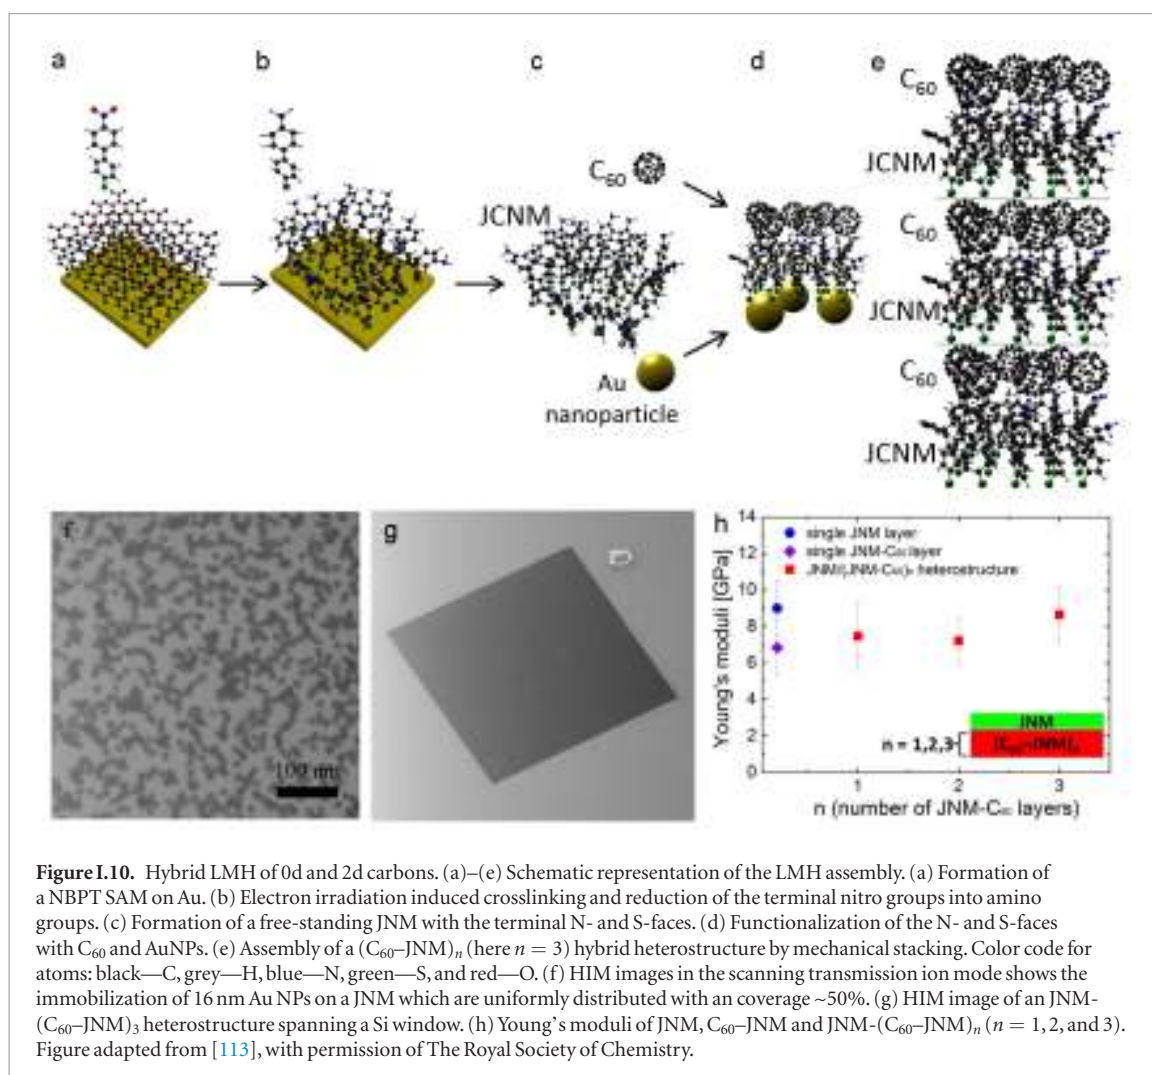 a b c d e
C₆₀
JCNM
C₆₀
JCNM
Au
nanoparticle
C₆₀
JCNM
C₆₀
JCNM
f
100 nm
g
h
14
12
10
8
6
4
2
0
Young's moduli [GPa]
single JNM layer
single JNM-C₆₀ layer
JNM/(JNM-C₆₀)ₙ heterostructure
JNM
n = 1,2,3
1 2 3
n (number of JNM-C₆₀ layers)
Figure I.10. Hybrid LMH of 0d and 2d carbons. (a)–(e) Schematic representation of the LMH assembly. (a) Formation of
a NBPT SAM on Au. (b) Electron irradiation induced crosslinking and reduction of the terminal nitro groups into amino
groups. (c) Formation of a free-standing JNM with the terminal N- and S-faces. (d) Functionalization of the N- and S-faces
with C₆₀ and AuNPs. (e) Assembly of a (C₆₀–JNM)ₙ (here n = 3) hybrid heterostructure by mechanical stacking. Color code for
atoms: black—C, grey—H, blue—N, green—S, and red—O. (f) HIM images in the scanning transmission ion mode shows the
immobilization of 16 nm Au NPs on a JNM which are uniformly distributed with an coverage ~50%. (g) HIM image of an JNM-
(C₆₀–JNM)₃ heterostructure spanning a Si window. (h) Young's moduli of JNM, C₆₀–JNM and JNM-(C₆₀–JNM)ₙ (n = 1, 2, and 3).
Figure adapted from [113], with permission of The Royal Society of Chemistry.